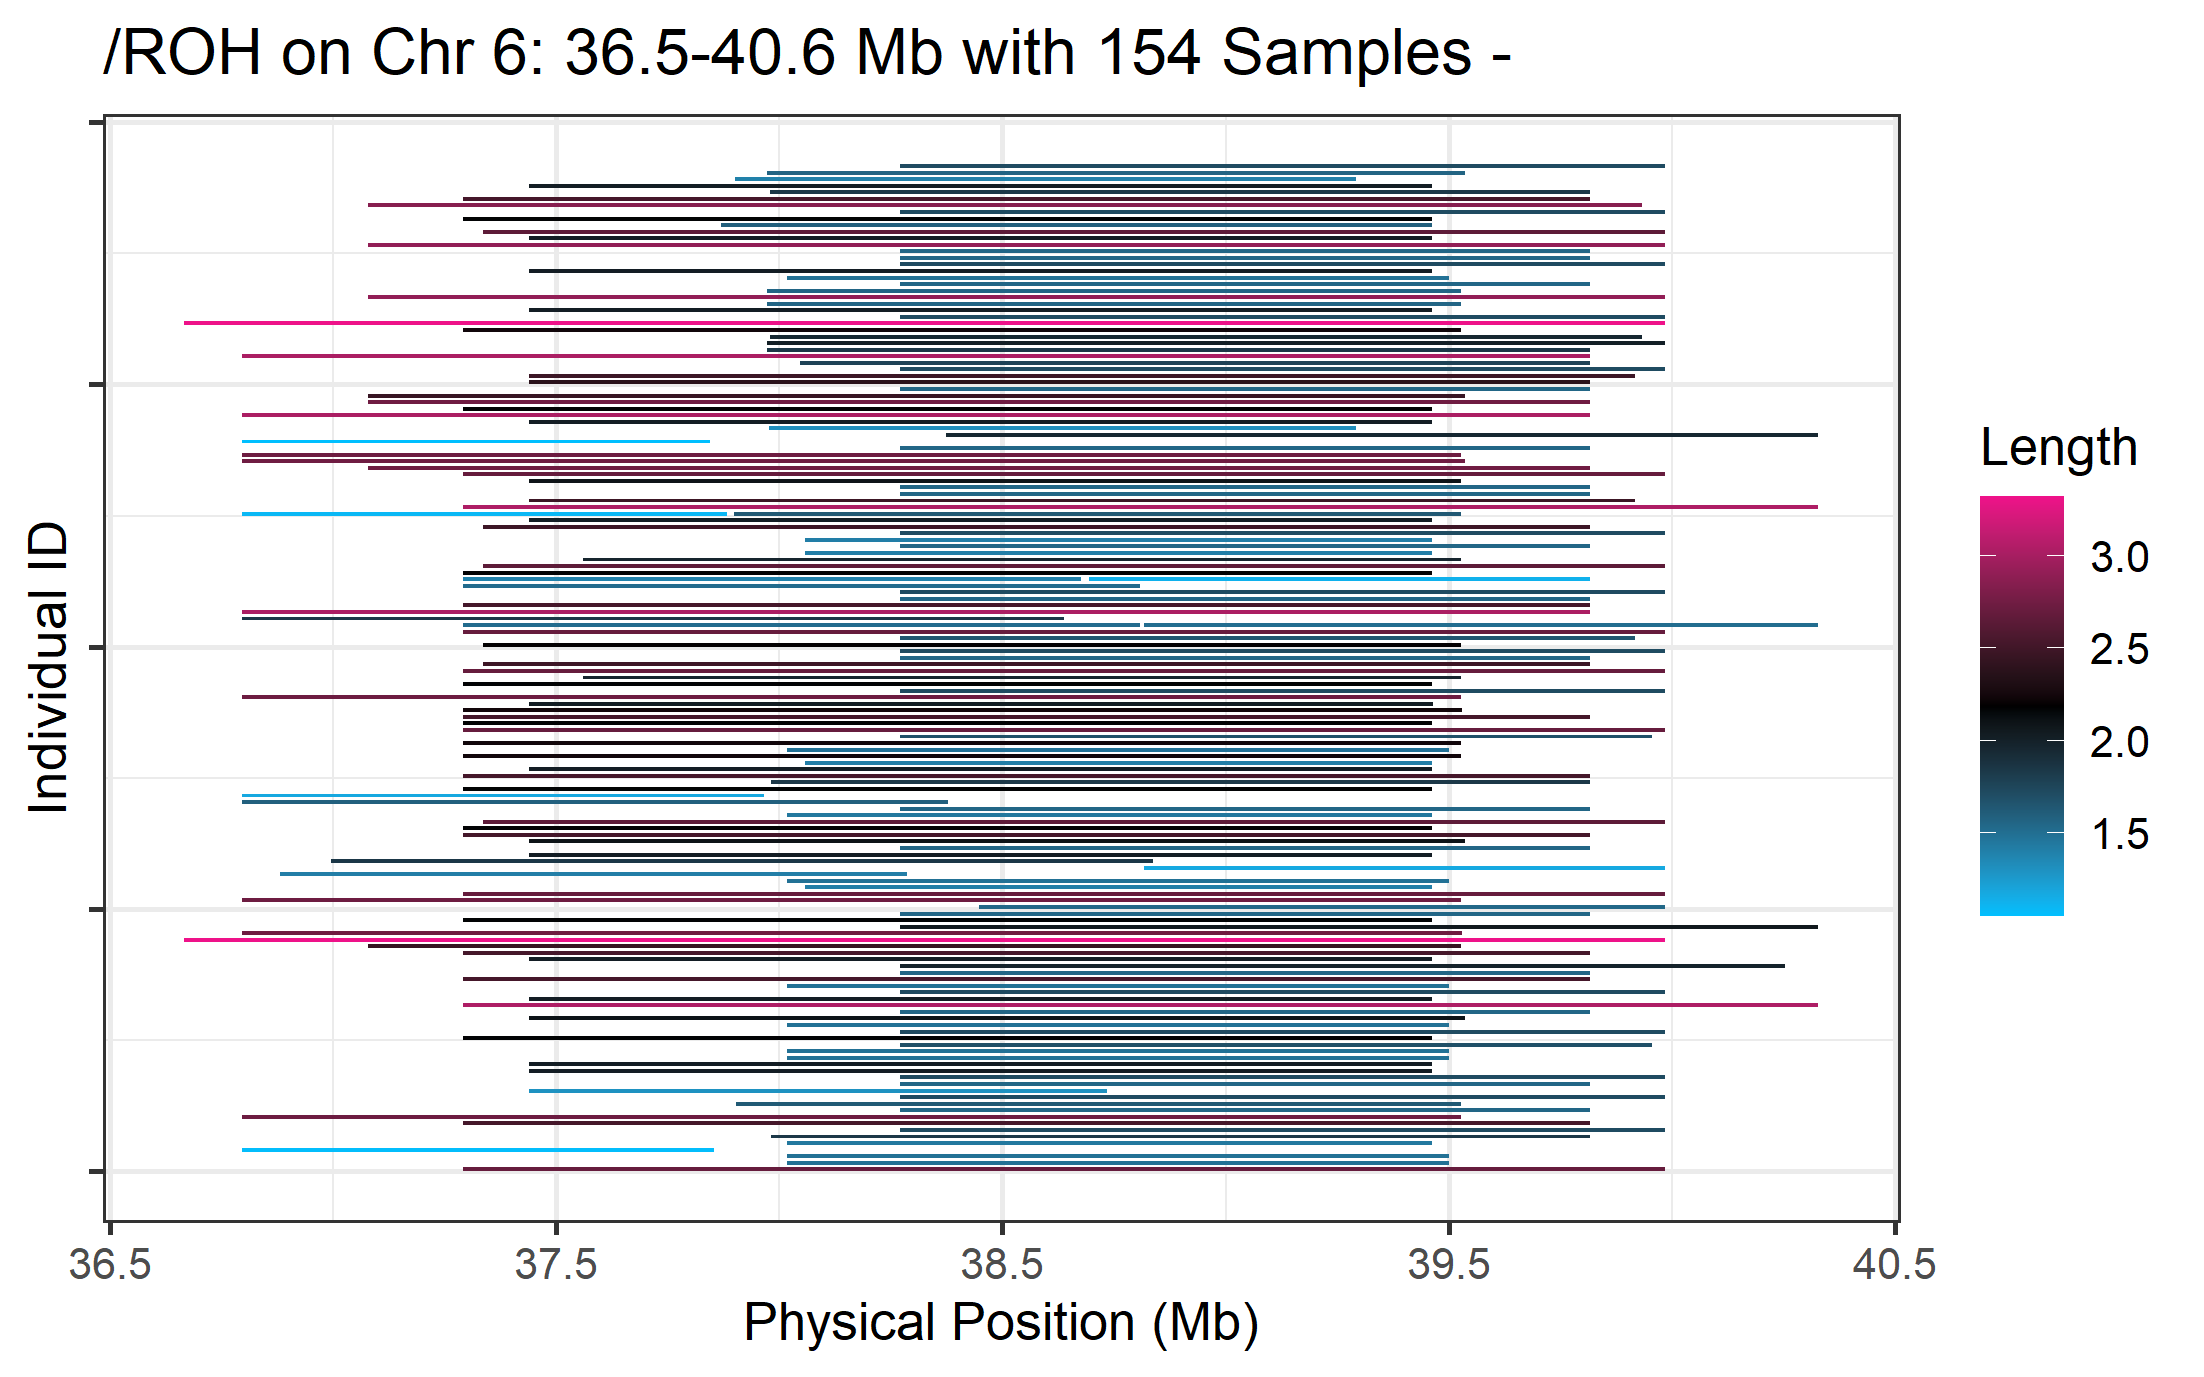 /ROH on Chr 6: 36.5-40.6 Mb with 154 Samples -
Individual ID
36.5 37.5 38.5 39.5 40.5
Physical Position (Mb)
Length
3.0
2.5
2.0
1.5